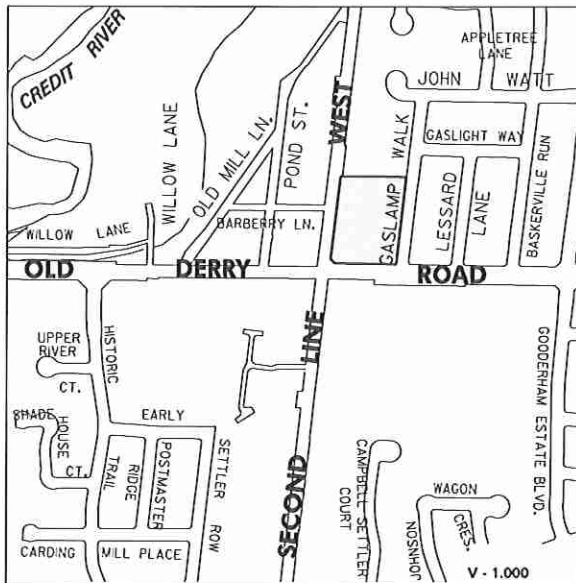 CREDIT RIVER
WILLOW LANE
OLD MILL LN.
POND ST.
WEST
APPLETREE
LANE
JOHN WATT
GASLIGHT WAY
WALK
GASLAMP
LESSARD
LANE
BASKERVILLE RUN
WILLOW LANE
BARBERRY LN.
OLD DERRY ROAD
LINE
SECOND
UPPER
RIVER
CT.
HISTORIC
TRAIL
SHADE
HOUSE
CT.
EARLY
SETTLER
ROW
RIDGE
POSTMASTER
CARDING MILL PLACE
CAMPBELL SETTLER
COURT
WAGON
CRES.
JOHNSON
GOODERHAM ESTATE BLVD.
V - 1.000